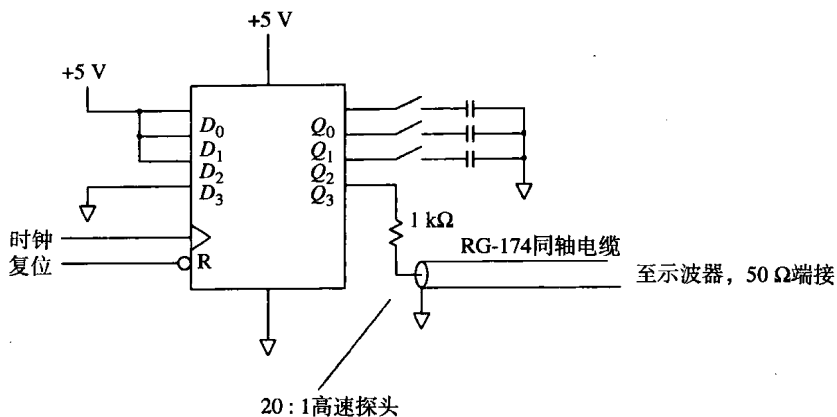 +5 V
+5 V
D0
D1
D2
D3
Q0
Q1
Q2
Q3
1 kΩ
时钟
复位
R
RG-174同轴电缆
至示波器，50 Ω端接
20 : 1高速探头